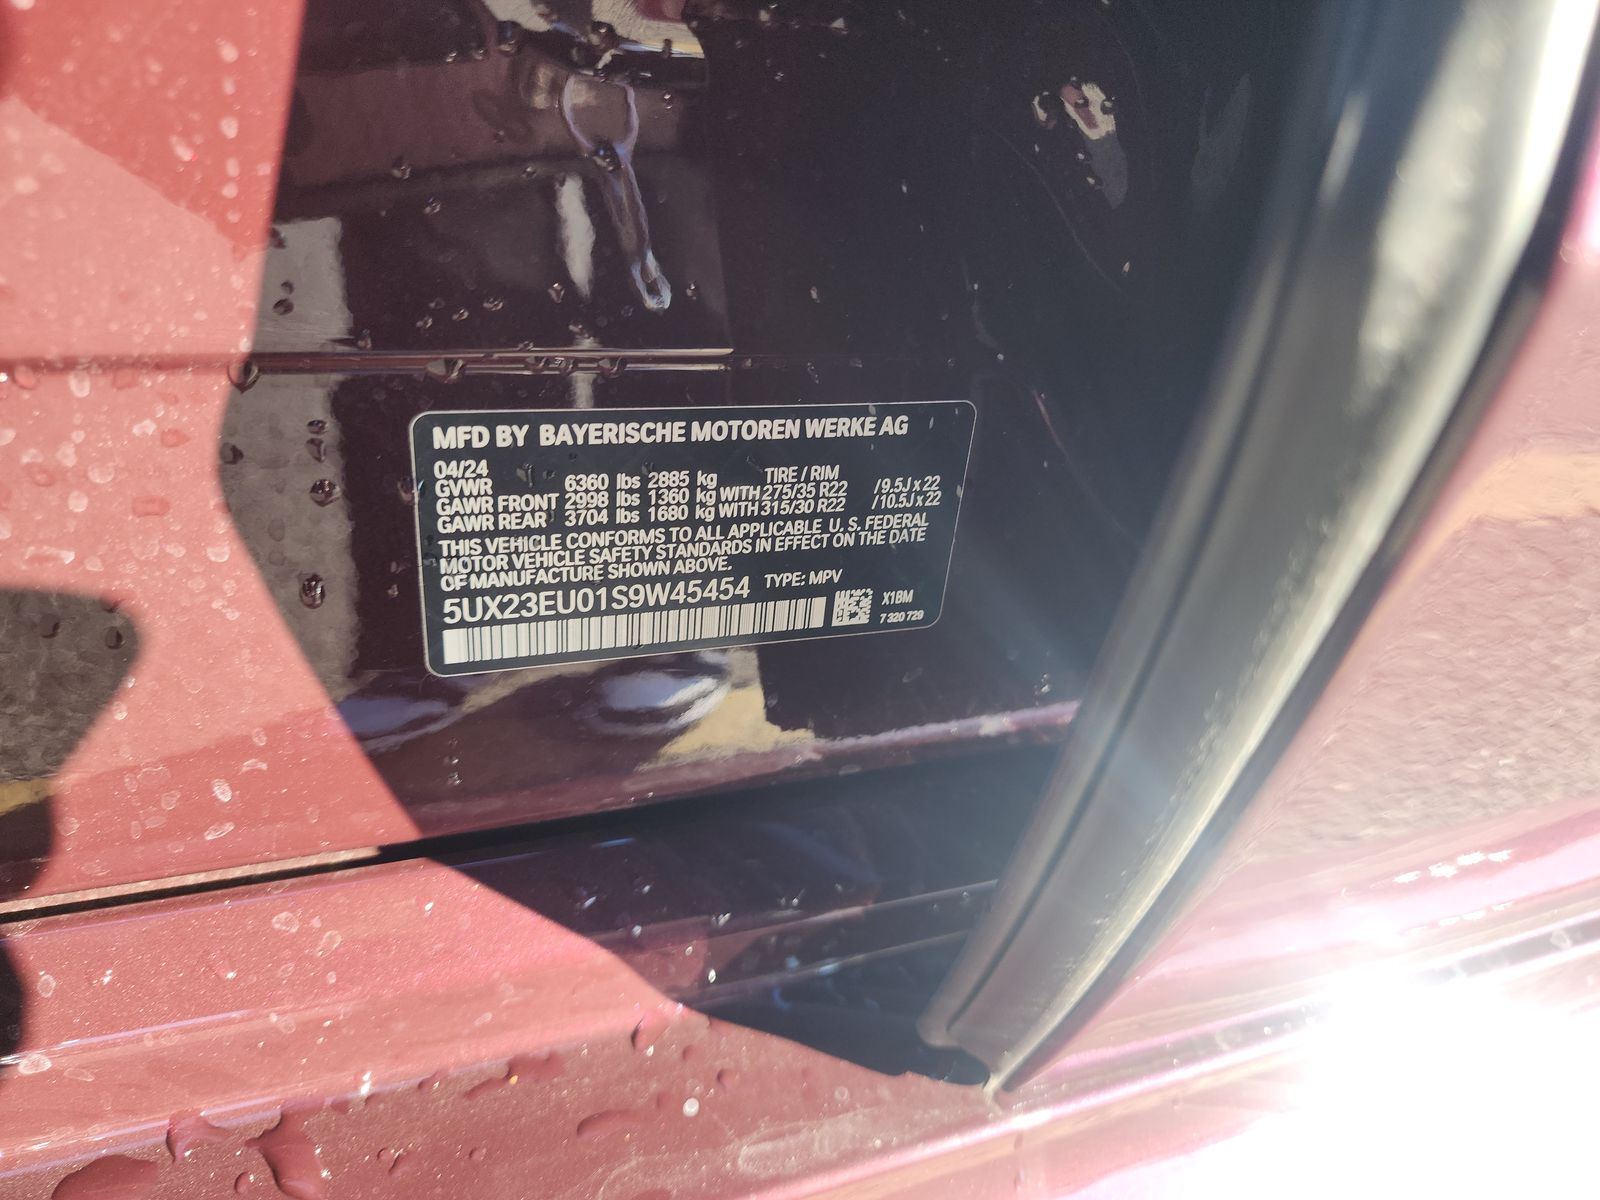 MFD BY BAYERISCHE MOTOREN WERKE AG
04/24 TIRE / RIM
GVWR 6360 lbs 2885 kg
GAWR FRONT 2998 lbs 1360 kg WITH 275/35 R22 / 9.5J x 22
GAWR REAR 3704 lbs 1680 kg WITH 315/30 R22 / 10.5J x 22
THIS VEHICLE CONFORMS TO ALL APPLICABLE U. S. FEDERAL
MOTOR VEHICLE SAFETY STANDARDS IN EFFECT ON THE DATE
OF MANUFACTURE SHOWN ABOVE.
5UX23EU01S9W45454 TYPE: MPV
X1BM
7 320 729